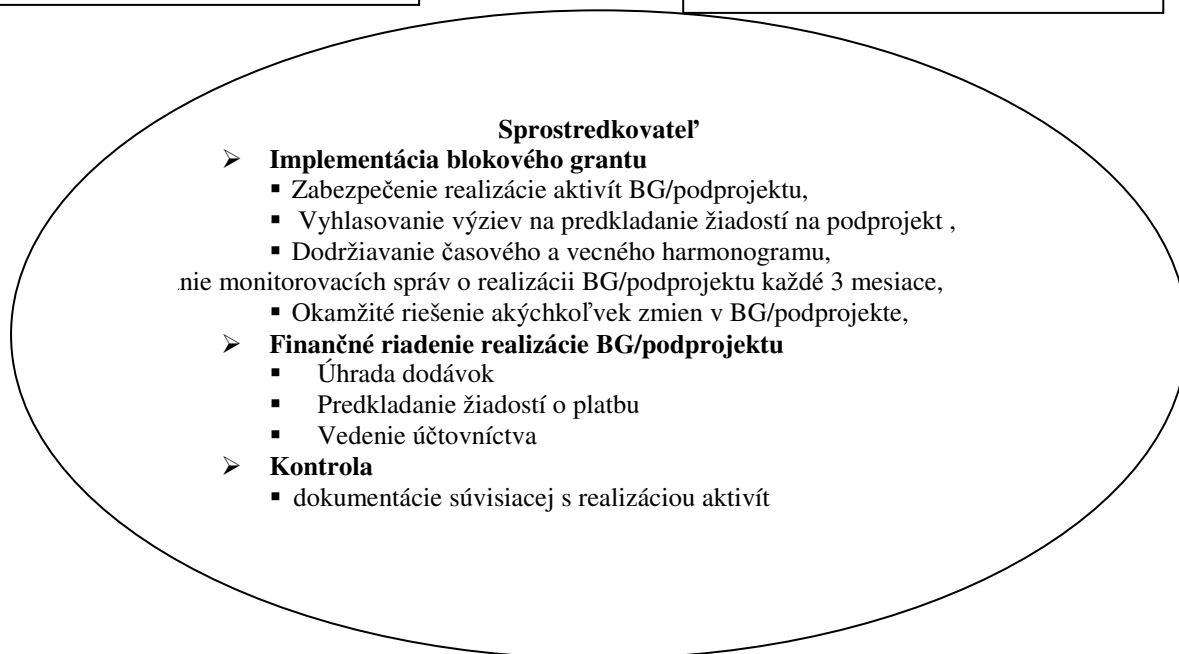 Sprostredkovateľ
➢ Implementácia blokového grantu
▪ Zabezpečenie realizácie aktivít BG/podprojektu,
▪ Vyhlasovanie výziev na predkladanie žiadostí na podprojekt ,
▪ Dodržiavanie časového a vecného harmonogramu,
monitorovacích správ o realizácii BG/podprojektu každé 3 mesiace,
▪ Okamžité riešenie akýchkoľvek zmien v BG/podprojekte,
➢ Finančné riadenie realizácie BG/podprojektu
▪ Úhrada dodávok
▪ Predkladanie žiadostí o platbu
▪ Vedenie účtovníctva
➢ Kontrola
▪ dokumentácie súvisiacej s realizáciou aktivít